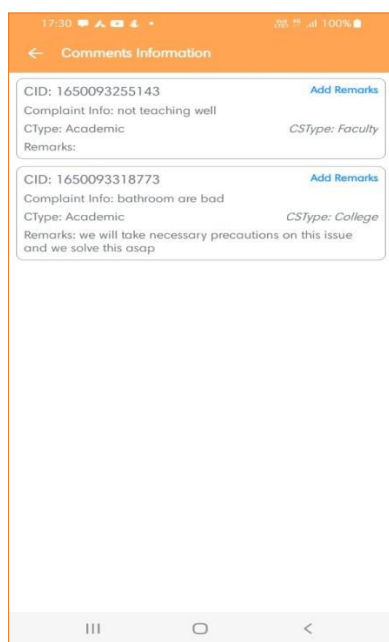 17:30 100%
Comments Information
CID: 1650093255143 Add Remarks
Complaint Info: not teaching well
CType: Academic CSType: Faculty
Remarks:
CID: 1650093318773 Add Remarks
Complaint Info: bathroom are bad
CType: Academic CSType: College
Remarks: we will take necessary precautions on this issue
and we solve this asap